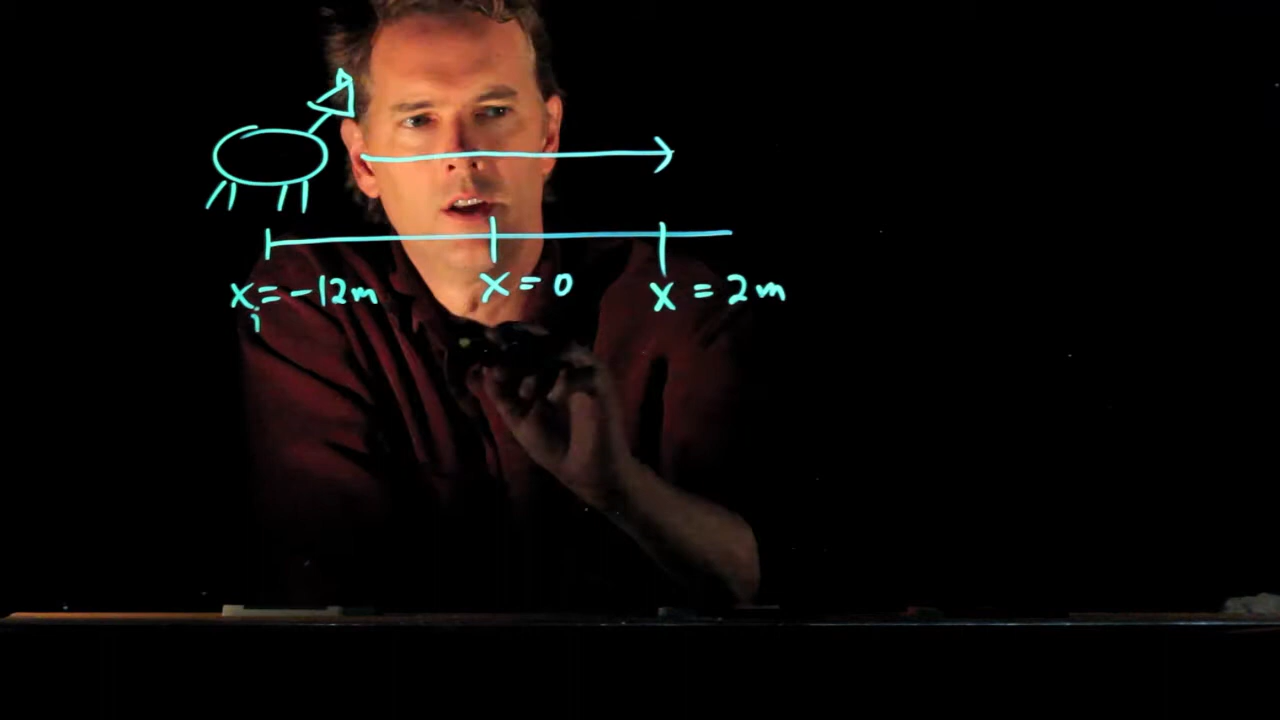 xᵢ = -12m x = 0 x = 2m